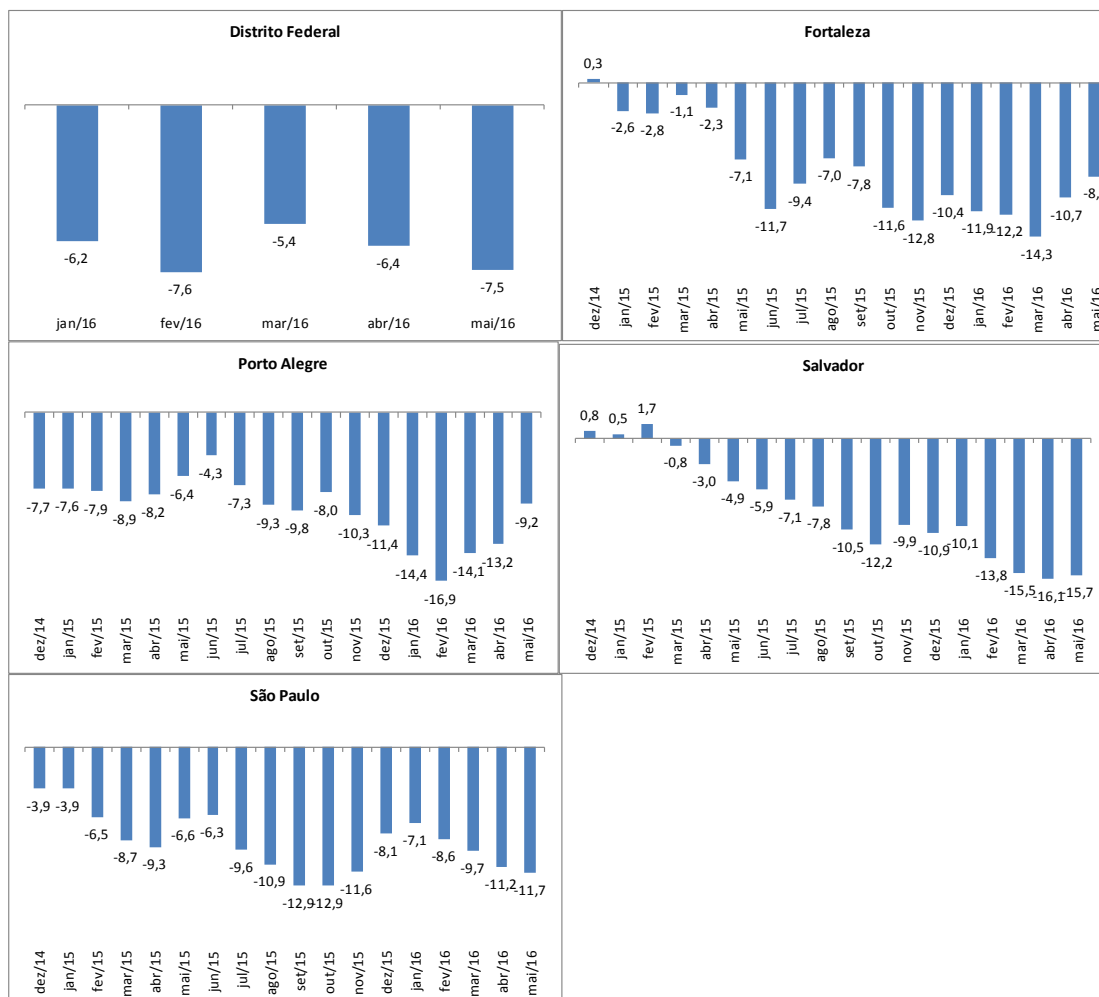 Distrito Federal
-6,2
-7,6
-5,4
-6,4
-7,5
jan/16 fev/16 mar/16 abr/16 mai/16
Fortaleza
0,3
-2,6
-2,8
-1,1
-2,3
-7,1
-11,7
-9,4
-7,0
-7,8
-11,6
-12,8
-10,4
-11,9
-12,2
-14,3
-10,7
-8,
dez/14
jan/15
fev/15
mar/15
abr/15
mai/15
jun/15
jul/15
ago/15
set/15
out/15
nov/15
dez/15
jan/16
fev/16
mar/16
abr/16
mai/16
Porto Alegre
-7,7
-7,6
-7,9
-8,9
-8,2
-6,4
-4,3
-7,3
-9,3
-9,8
-8,0
-10,3
-11,4
-14,4
-16,9
-14,1
-13,2
-9,2
dez/14
jan/15
fev/15
mar/15
abr/15
mai/15
jun/15
jul/15
ago/15
set/15
out/15
nov/15
dez/15
jan/16
fev/16
mar/16
abr/16
mai/16
Salvador
0,8
0,5
1,7
-0,8
-3,0
-4,9
-5,9
-7,1
-7,8
-10,5
-12,2
-9,9
-10,9
-10,1
-13,8
-15,5
-16,1
-15,7
dez/14
jan/15
fev/15
mar/15
abr/15
mai/15
jun/15
jul/15
ago/15
set/15
out/15
nov/15
dez/15
jan/16
fev/16
mar/16
abr/16
mai/16
São Paulo
-3,9
-3,9
-6,5
-8,7
-9,3
-6,6
-6,3
-9,6
-10,9
-12,9
-12,9
-11,6
-8,1
-7,1
-8,6
-9,7
-11,2
-11,7
dez/14
jan/15
fev/15
mar/15
abr/15
mai/15
jun/15
jul/15
ago/15
set/15
out/15
nov/15
dez/15
jan/16
fev/16
mar/16
abr/16
mai/16